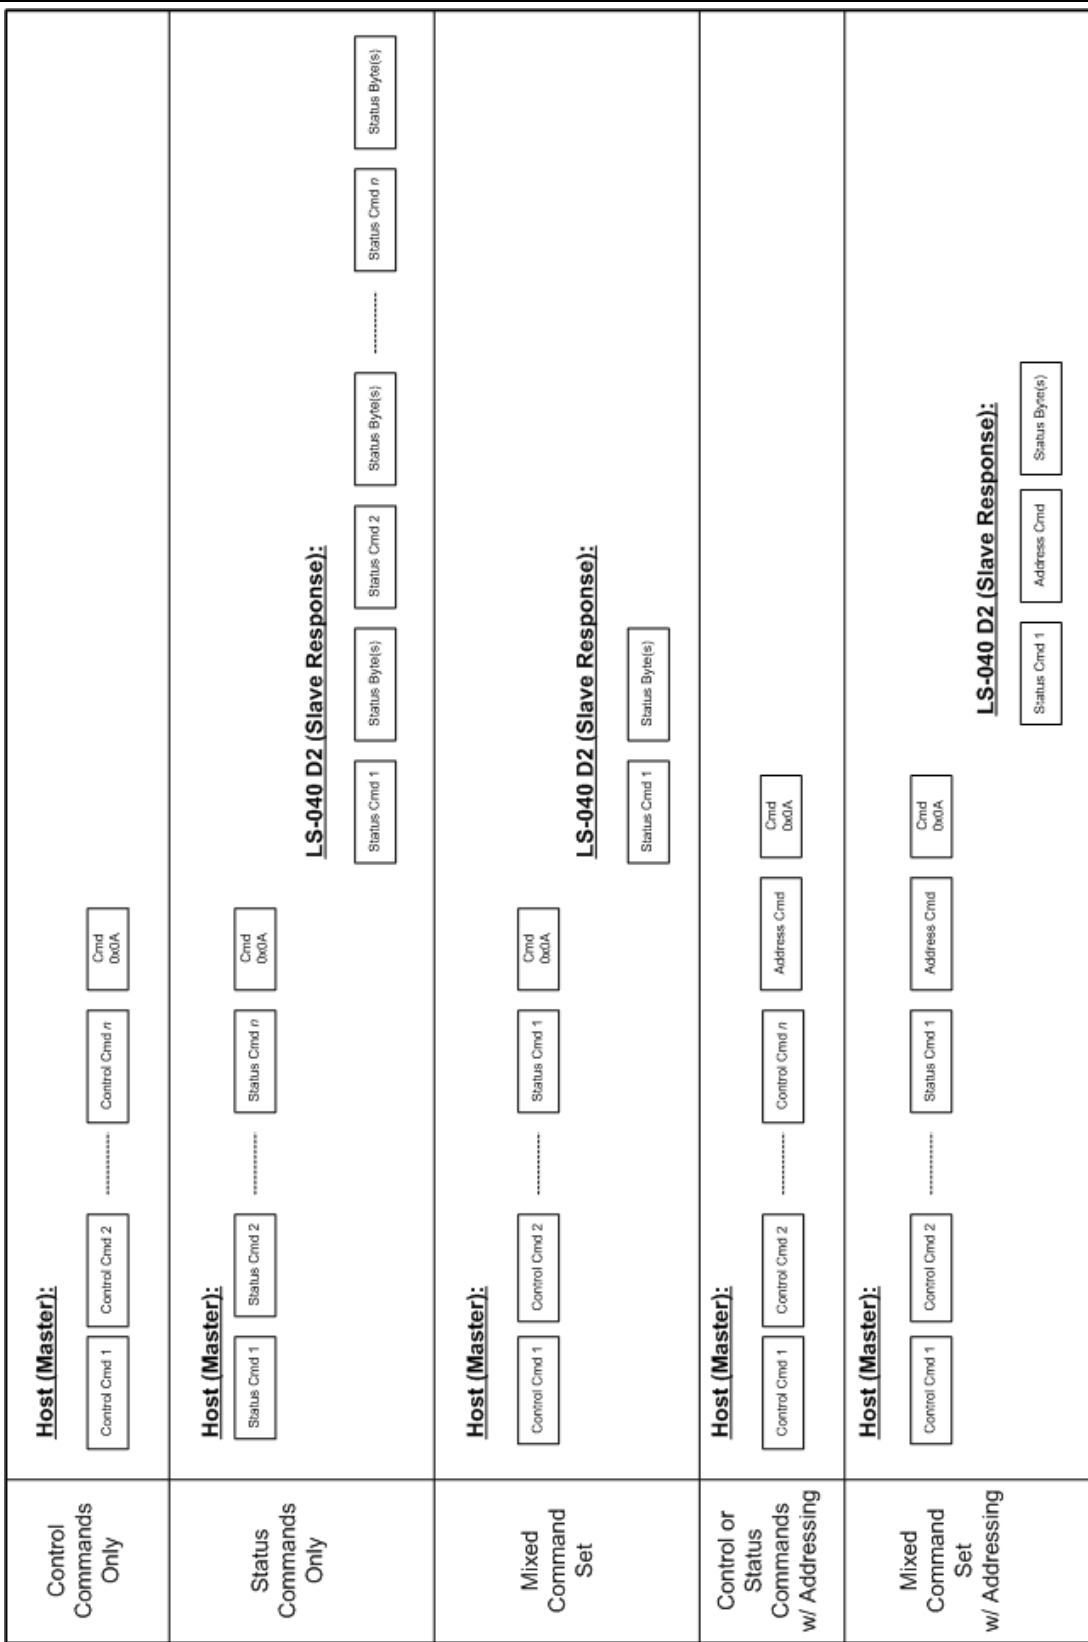 Control
Commands
Only
Host (Master):
Control Cmd 1
Control Cmd 2
Control Cmd n
Cmd
0x0A
Status
Commands
Only
Host (Master):
Status Cmd 1
Status Cmd 2
Status Cmd n
Cmd
0x0A
LS-040 D2 (Slave Response):
Status Cmd 1
Status Byte(s)
Status Cmd 2
Status Byte(s)
Status Cmd n
Status Byte(s)
Mixed
Command
Set
Host (Master):
Control Cmd 1
Control Cmd 2
Status Cmd 1
Cmd
0x0A
LS-040 D2 (Slave Response):
Status Cmd 1
Status Byte(s)
Control or
Status
Commands
w/ Addressing
Host (Master):
Control Cmd 1
Control Cmd 2
Control Cmd n
Address Cmd
Cmd
0x0A
Mixed
Command
Set
w/ Addressing
Host (Master):
Control Cmd 1
Control Cmd 2
Status Cmd 1
Address Cmd
Cmd
0x0A
LS-040 D2 (Slave Response):
Status Cmd 1
Address Cmd
Status Byte(s)